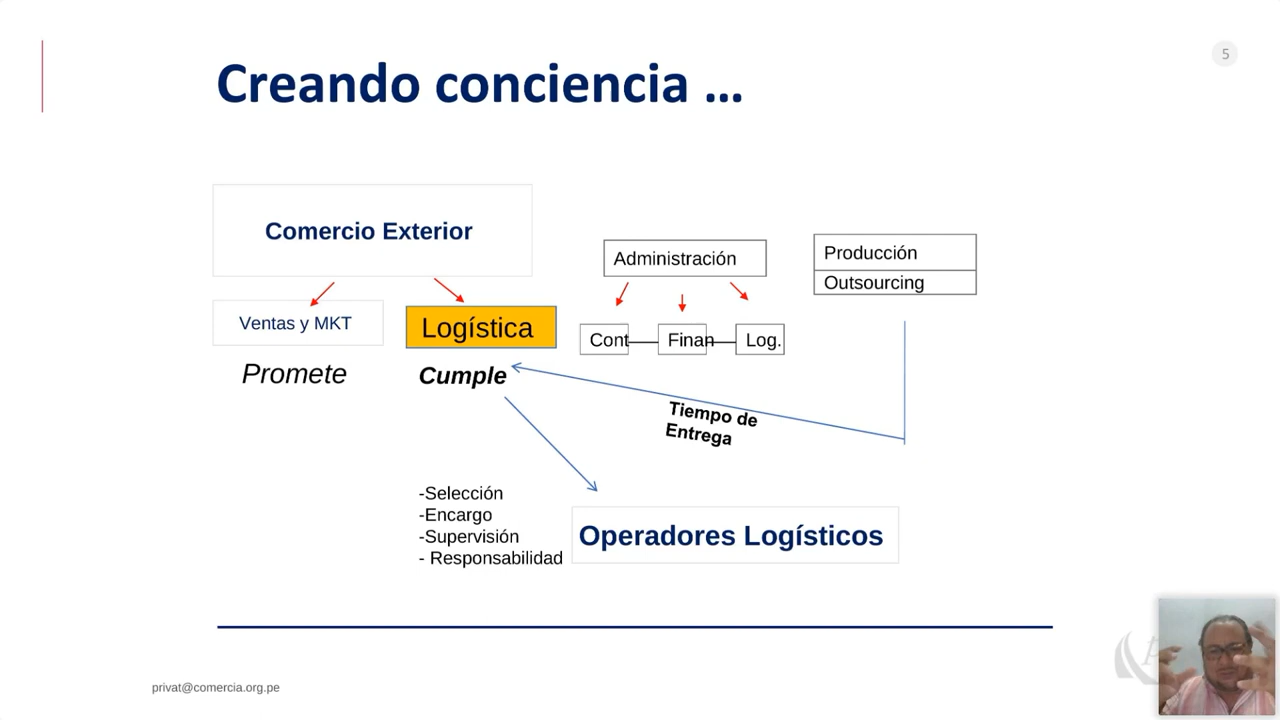 5
Creando conciencia ...
Comercio Exterior
Administración
Producción
Outsourcing
Ventas y MKT
Logística
Cont
Finan
Log.
Promete
Cumple
Tiempo de
Entrega
-Selección
-Encargo
-Supervisión
- Responsabilidad
Operadores Logísticos
privat@comercia.org.pe